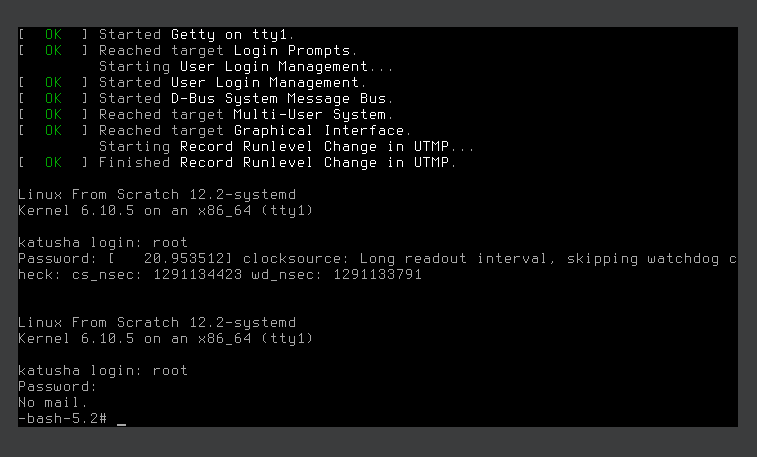 [  OK  ] Started Getty on tty1.
[  OK  ] Reached target Login Prompts.
         Starting User Login Management...
[  OK  ] Started User Login Management.
[  OK  ] Started D-Bus System Message Bus.
[  OK  ] Reached target Multi-User System.
[  OK  ] Reached target Graphical Interface.
         Starting Record Runlevel Change in UTMP...
[  OK  ] Finished Record Runlevel Change in UTMP.
Linux From Scratch 12.2-systemd
Kernel 6.10.5 on an x86_64 (tty1)
katusha login: root
Password: [   20.953512] clocksource: Long readout interval, skipping watchdog c
heck: cs_nsec: 1291134423 wd_nsec: 1291133791
Linux From Scratch 12.2-systemd
Kernel 6.10.5 on an x86_64 (tty1)
katusha login: root
Password:
No mail.
-bash-5.2# _